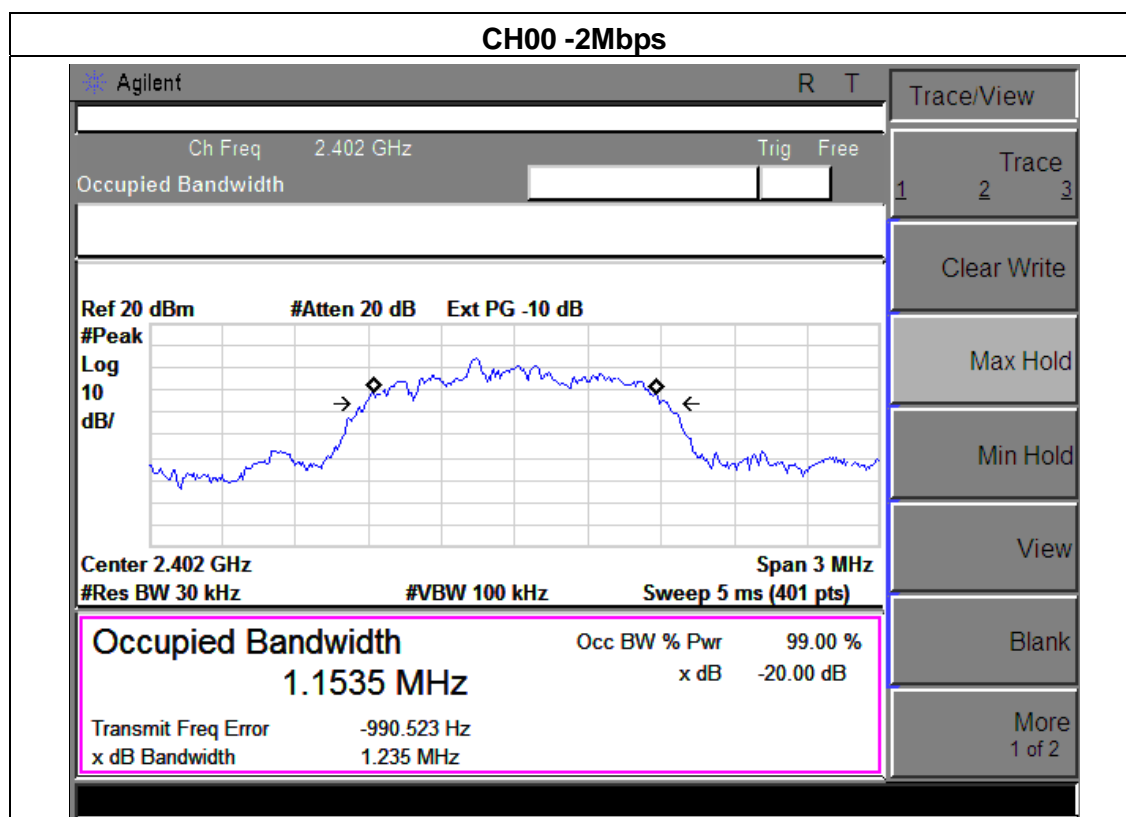 CH00 -2Mbps
Agilent R T
Trace/View
Ch Freq 2.402 GHz Trig Free
Occupied Bandwidth
Trace
1 2 3
Clear Write
Ref 20 dBm #Atten 20 dB Ext PG -10 dB
#Peak
Log
10
dB/
Max Hold
Min Hold
View
Center 2.402 GHz Span 3 MHz
#Res BW 30 kHz #VBW 100 kHz Sweep 5 ms (401 pts)
Occupied Bandwidth Occ BW % Pwr 99.00 %
1.1535 MHz x dB -20.00 dB
Blank
Transmit Freq Error -990.523 Hz
x dB Bandwidth 1.235 MHz
More
1 of 2